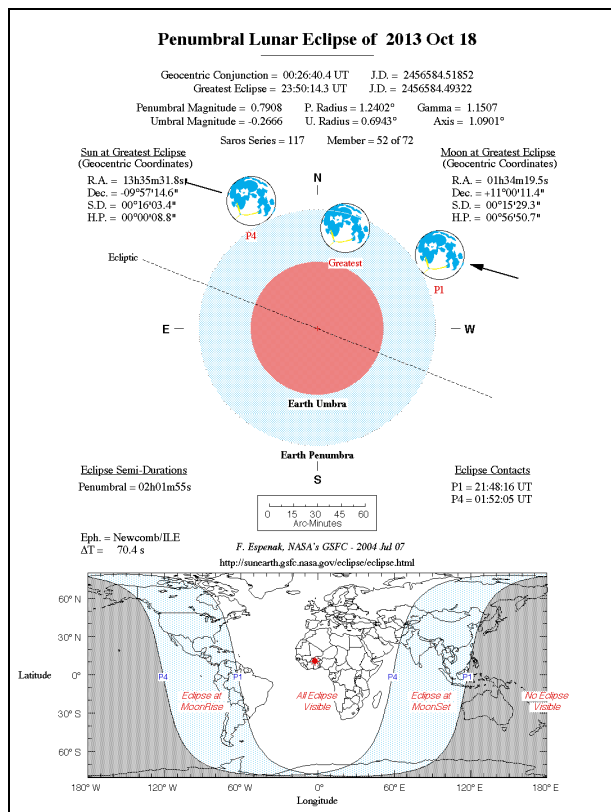 Penumbral Lunar Eclipse of 2013 Oct 18
Geocentric Conjunction = 00:26:40.4 UT J.D. = 2456584.51852
Greatest Eclipse = 23:50:14.3 UT J.D. = 2456584.49322
Penumbral Magnitude = 0.7908 P. Radius = 1.2402° Gamma = 1.1507
Umbral Magnitude = -0.2666 U. Radius = 0.6943° Axis = 1.0901°
Saros Series = 117 Member = 52 of 72
Sun at Greatest Eclipse
(Geocentric Coordinates)
R.A. = 13h35m31.8s
Dec. = -09°57'14.6"
S.D. = 00°16'03.4"
H.P. = 00°00'08.8"
Moon at Greatest Eclipse
(Geocentric Coordinates)
R.A. = 01h34m19.5s
Dec. = +11°00'11.4"
S.D. = 00°15'29.3"
H.P. = 00°56'50.7"
N
P4
Greatest
P1
Ecliptic
E
W
Earth Umbra
Earth Penumbra
S
Eclipse Semi-Durations
Penumbral = 02h01m55s
Eclipse Contacts
P1 = 21:48:16 UT
P4 = 01:52:05 UT
0 15 30 45 60
Arc-Minutes
Eph. = Newcomb/ILE
ΔT = 70.4 s
F. Espenak, NASA's GSFC - 2004 Jul 07
http://sunearth.gsfc.nasa.gov/eclipse/eclipse.html
60° N
30° N
Latitude
0°
30° S
60° S
P4
P1
P4
P1
Eclipse at
MoonRise
All Eclipse
Visible
Eclipse at
MoonSet
No Eclipse
Visible
180° W 150° W 120° W 90° W 60° W 30° W 0° 30° E 60° E 90° E 120° E 150° E 180° E
Longitude